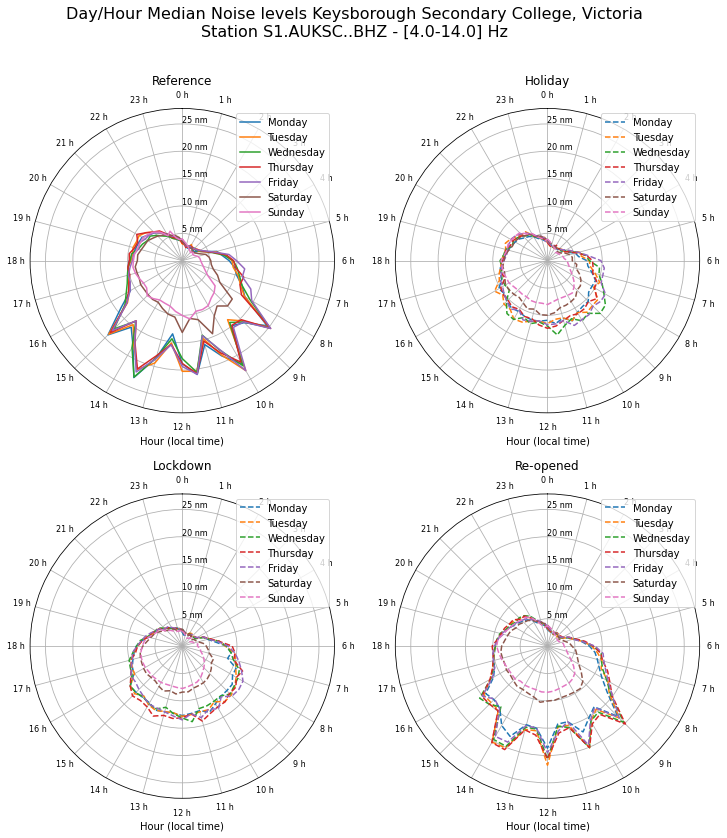 Day/Hour Median Noise levels Keysborough Secondary College, Victoria
Station S1.AUKSC..BHZ - [4.0-14.0] Hz
Reference
0 h
1 h
5 h
6 h
7 h
8 h
9 h
10 h
11 h
12 h
13 h
14 h
15 h
16 h
17 h
18 h
19 h
20 h
21 h
22 h
23 h
5 nm
10 nm
15 nm
20 nm
25 nm
Monday
Tuesday
Wednesday
Thursday
Friday
Saturday
Sunday
Hour (local time)
Holiday
0 h
1 h
5 h
6 h
7 h
8 h
9 h
10 h
11 h
12 h
13 h
14 h
15 h
16 h
17 h
18 h
19 h
20 h
21 h
22 h
23 h
5 nm
10 nm
15 nm
20 nm
25 nm
Monday
Tuesday
Wednesday
Thursday
Friday
Saturday
Sunday
Hour (local time)
Lockdown
0 h
1 h
5 h
6 h
7 h
8 h
9 h
10 h
11 h
12 h
13 h
14 h
15 h
16 h
17 h
18 h
19 h
20 h
21 h
22 h
23 h
5 nm
10 nm
15 nm
20 nm
25 nm
Monday
Tuesday
Wednesday
Thursday
Friday
Saturday
Sunday
Hour (local time)
Re-opened
0 h
1 h
5 h
6 h
7 h
8 h
9 h
10 h
11 h
12 h
13 h
14 h
15 h
16 h
17 h
18 h
19 h
20 h
21 h
22 h
23 h
5 nm
10 nm
15 nm
20 nm
25 nm
Monday
Tuesday
Wednesday
Thursday
Friday
Saturday
Sunday
Hour (local time)